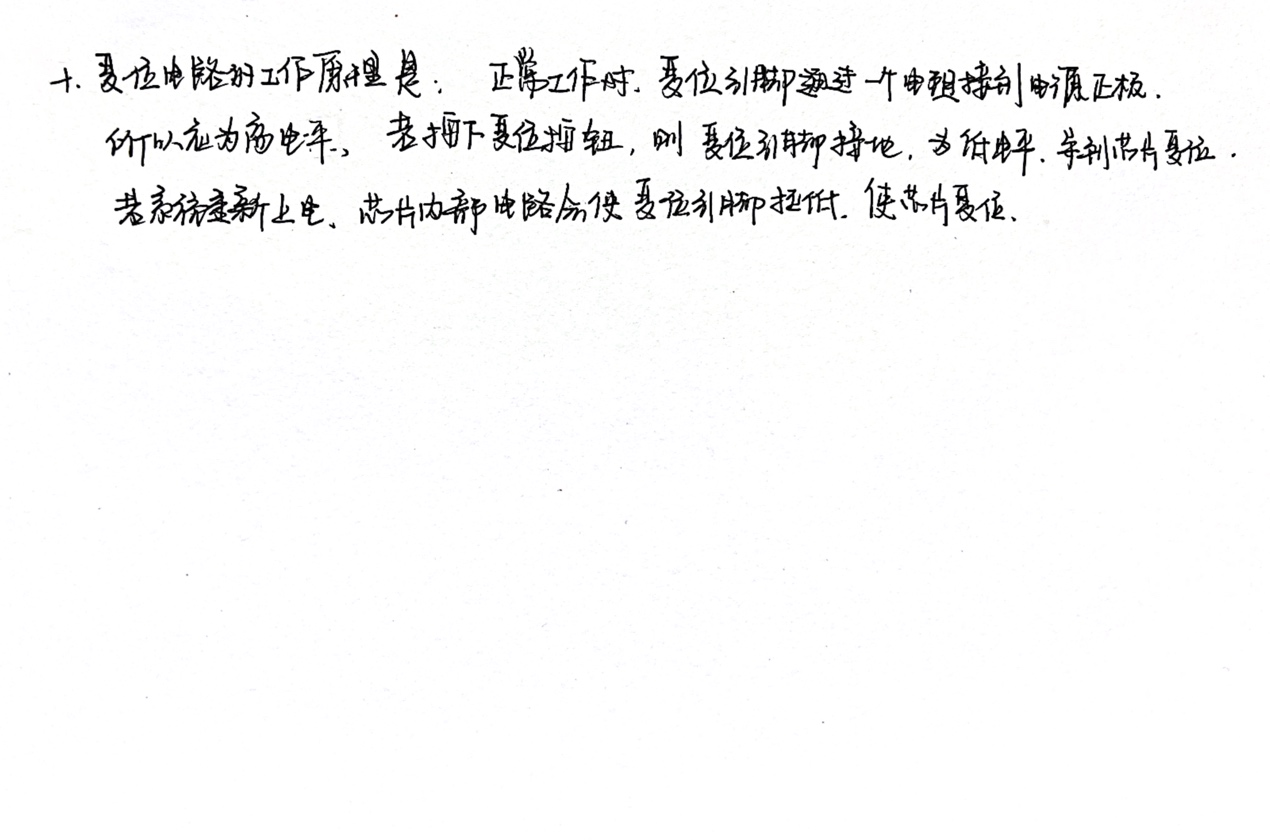 十. 复位电路的工作原理是: 正常工作时. 复位引脚通过一个电阻接到电源正极.
所以应为高电平、若按下复位按钮, 则复位引脚接地, 为低电平. 导到芯片复位.
若系统重新上电、芯片内部电路会使复位引脚拉低. 使芯片复位.